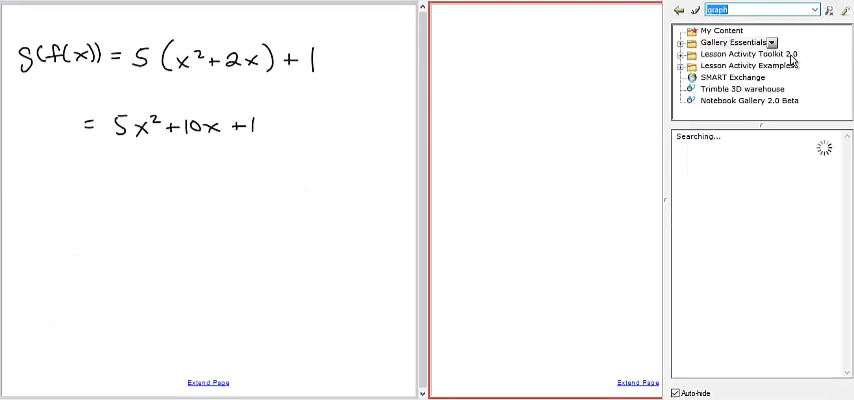 g(f(x)) = 5 (x² + 2x) + 1
= 5x² + 10x + 1
Extend Page
Extend Page
graph
My Content
Gallery Essentials
Lesson Activity Toolkit 2.0
Lesson Activity Examples
SMART Exchange
Trimble 3D warehouse
Notebook Gallery 2.0 Beta
Searching...
Auto-hide